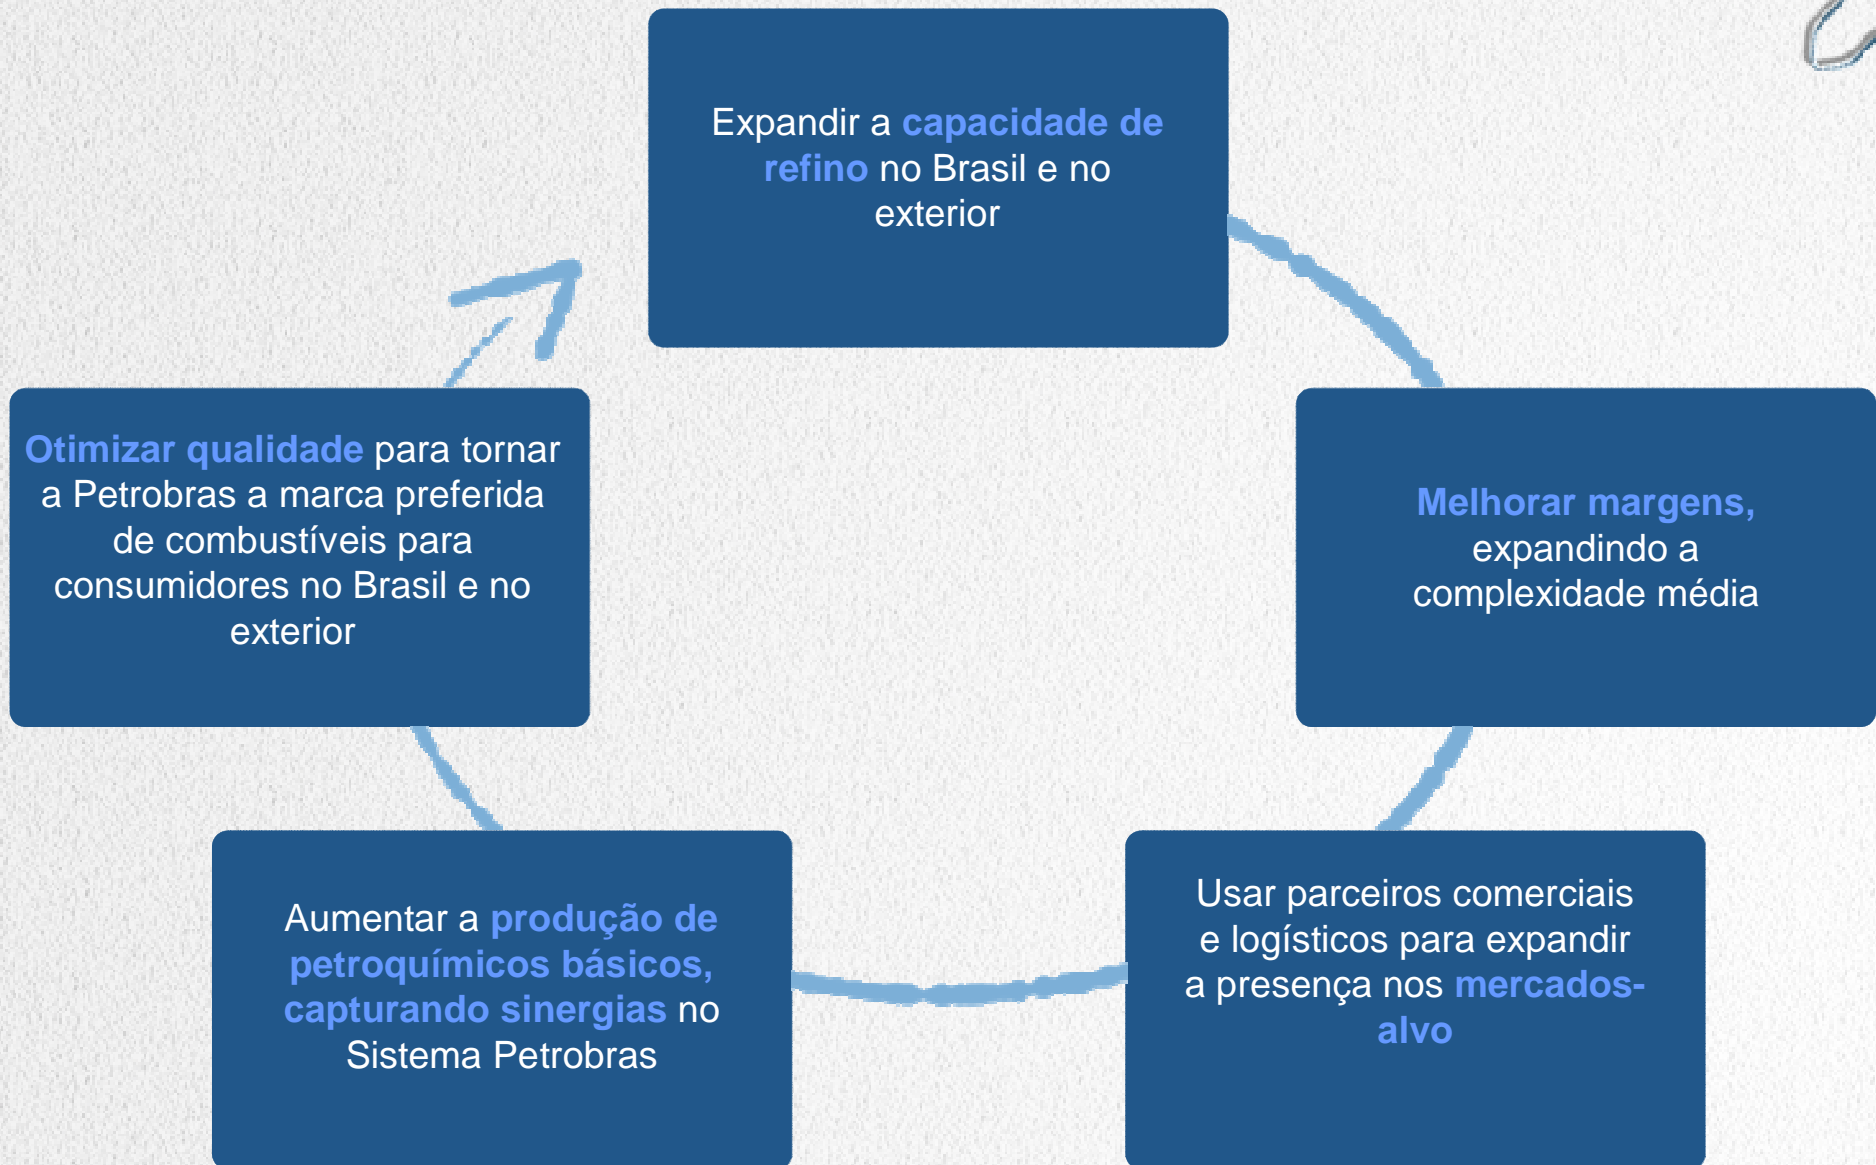 Expandir a capacidade de
refino no Brasil e no
exterior
Melhorar margens,
expandindo a
complexidade média
Usar parceiros comerciais
e logísticos para expandir
a presença nos mercados-
alvo
Aumentar a produção de
petroquímicos básicos,
capturando sinergias no
Sistema Petrobras
Otimizar qualidade para tornar
a Petrobras a marca preferida
de combustíveis para
consumidores no Brasil e no
exterior